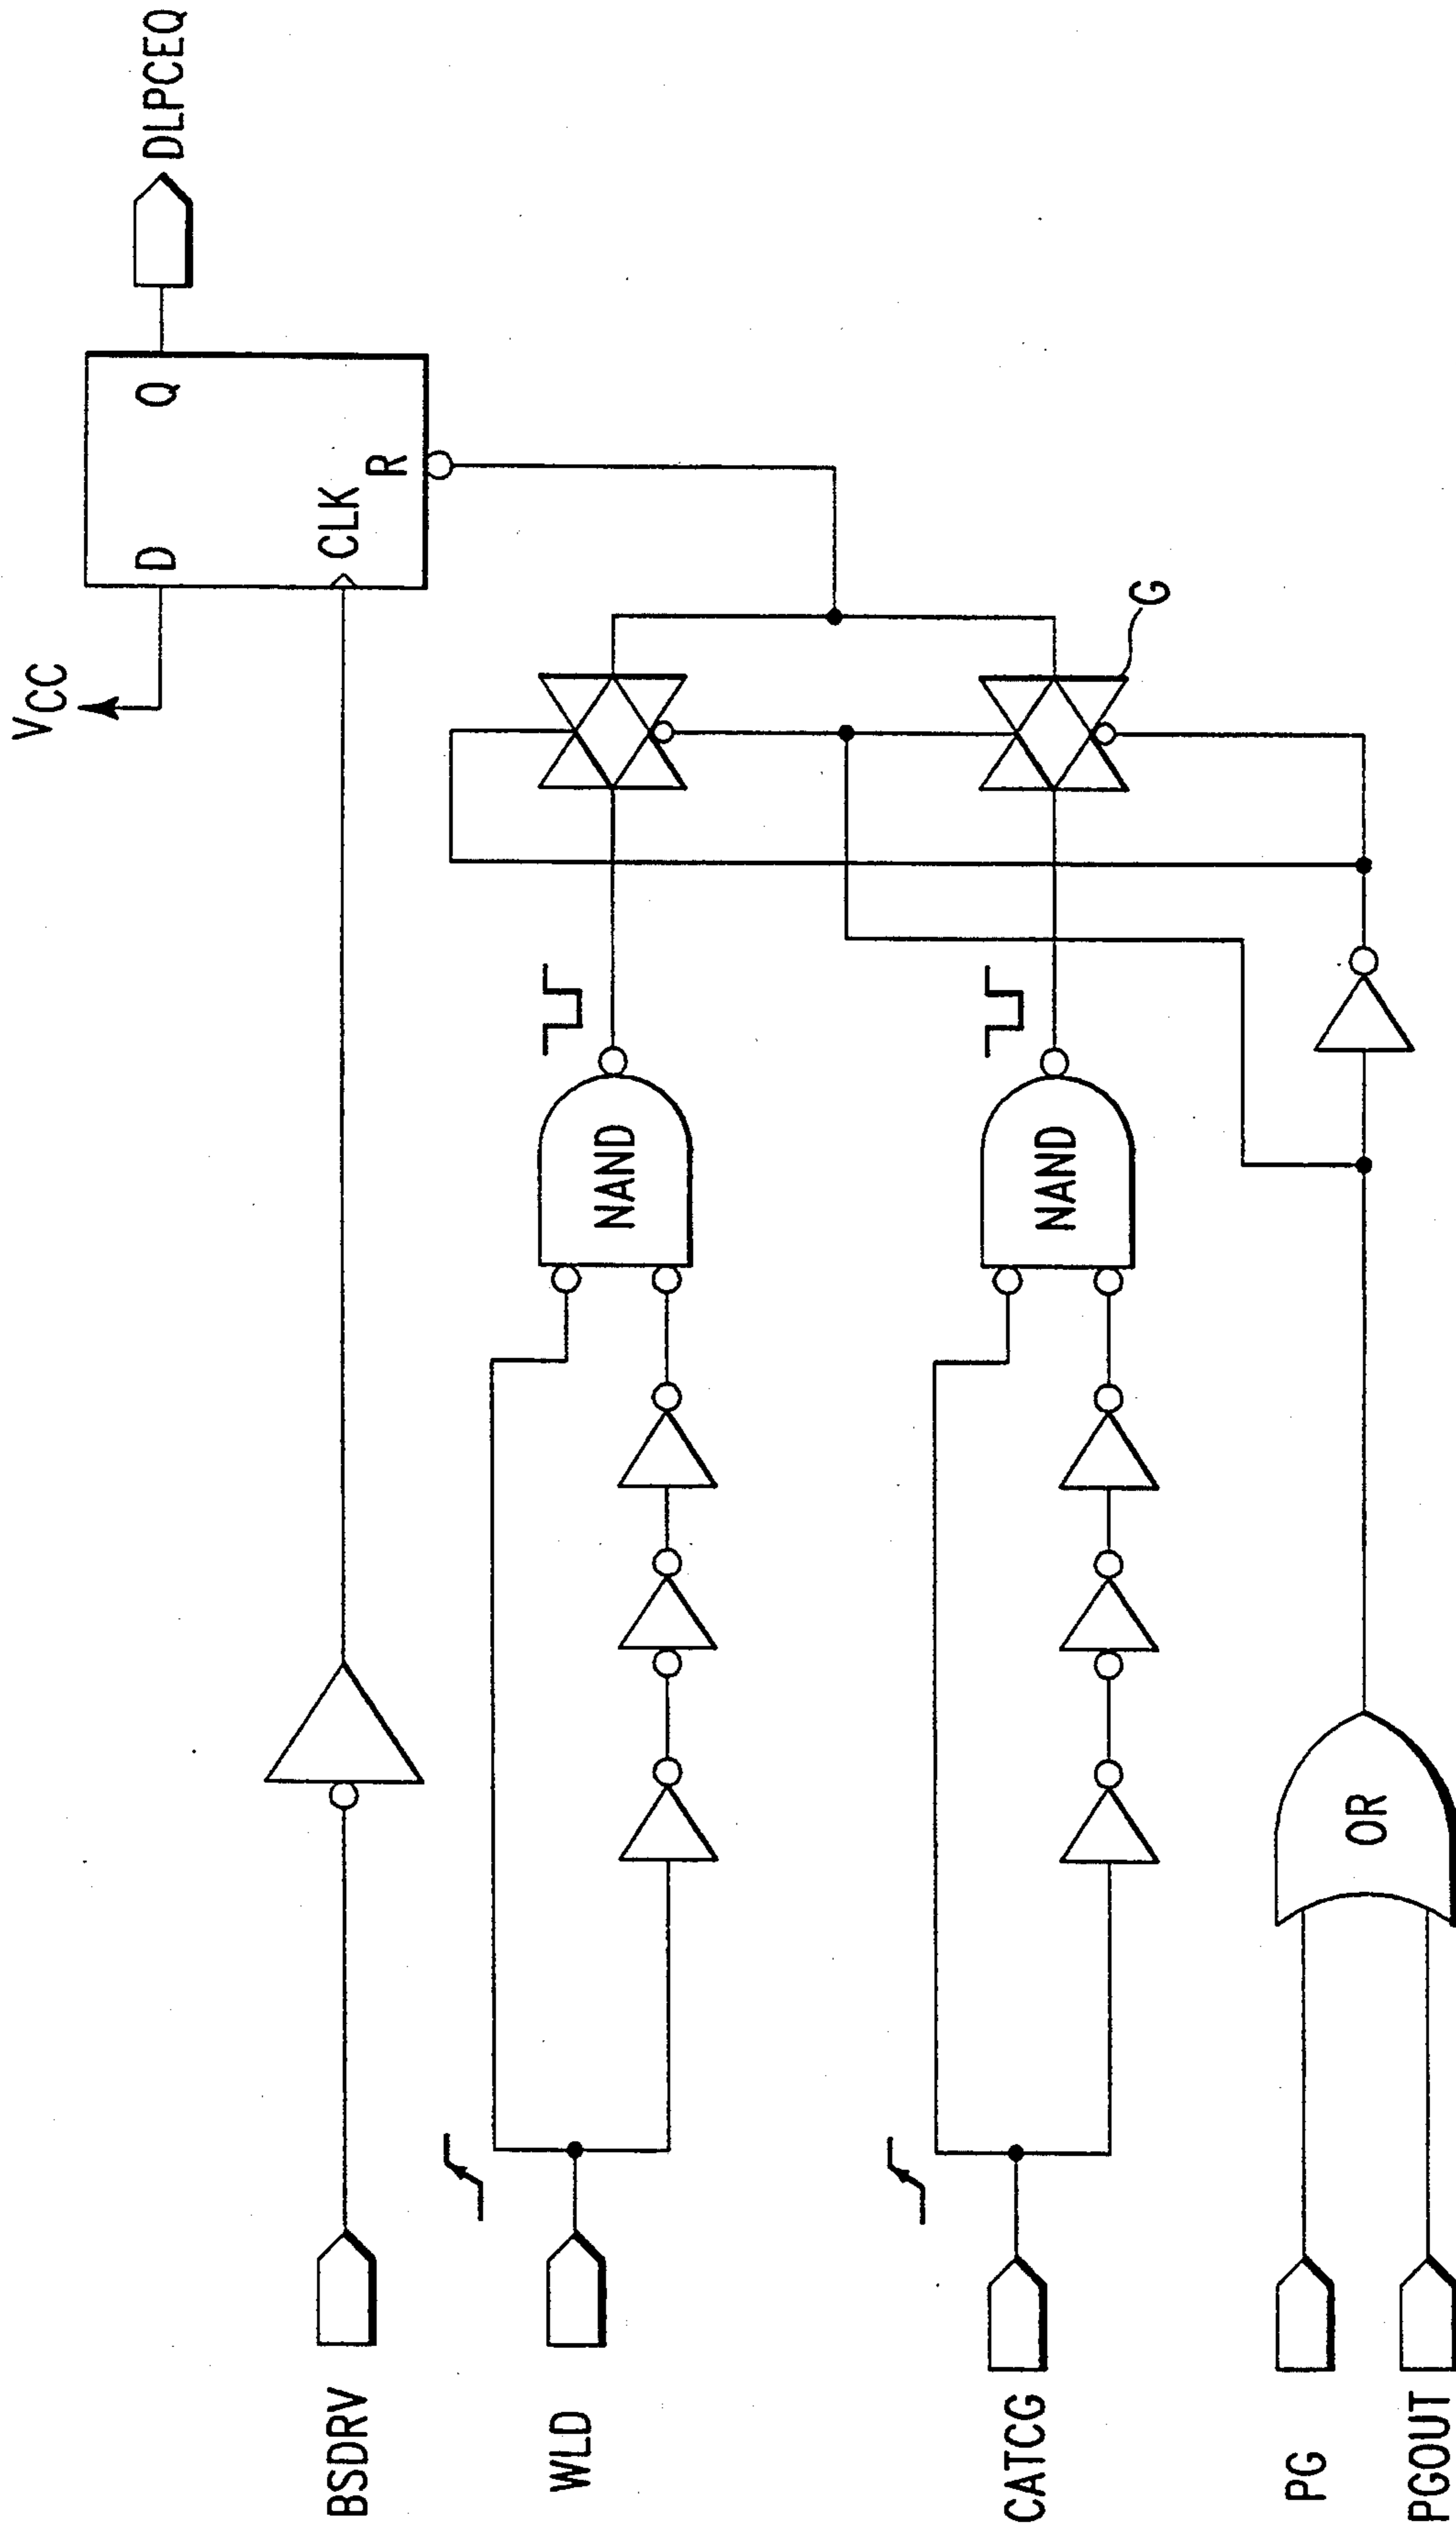 BSDRV
WLD
CATCG
PG
PGOUT
OR
NAND
NAND
G
VCC
D
Q
CLK
R
DLPCEQ